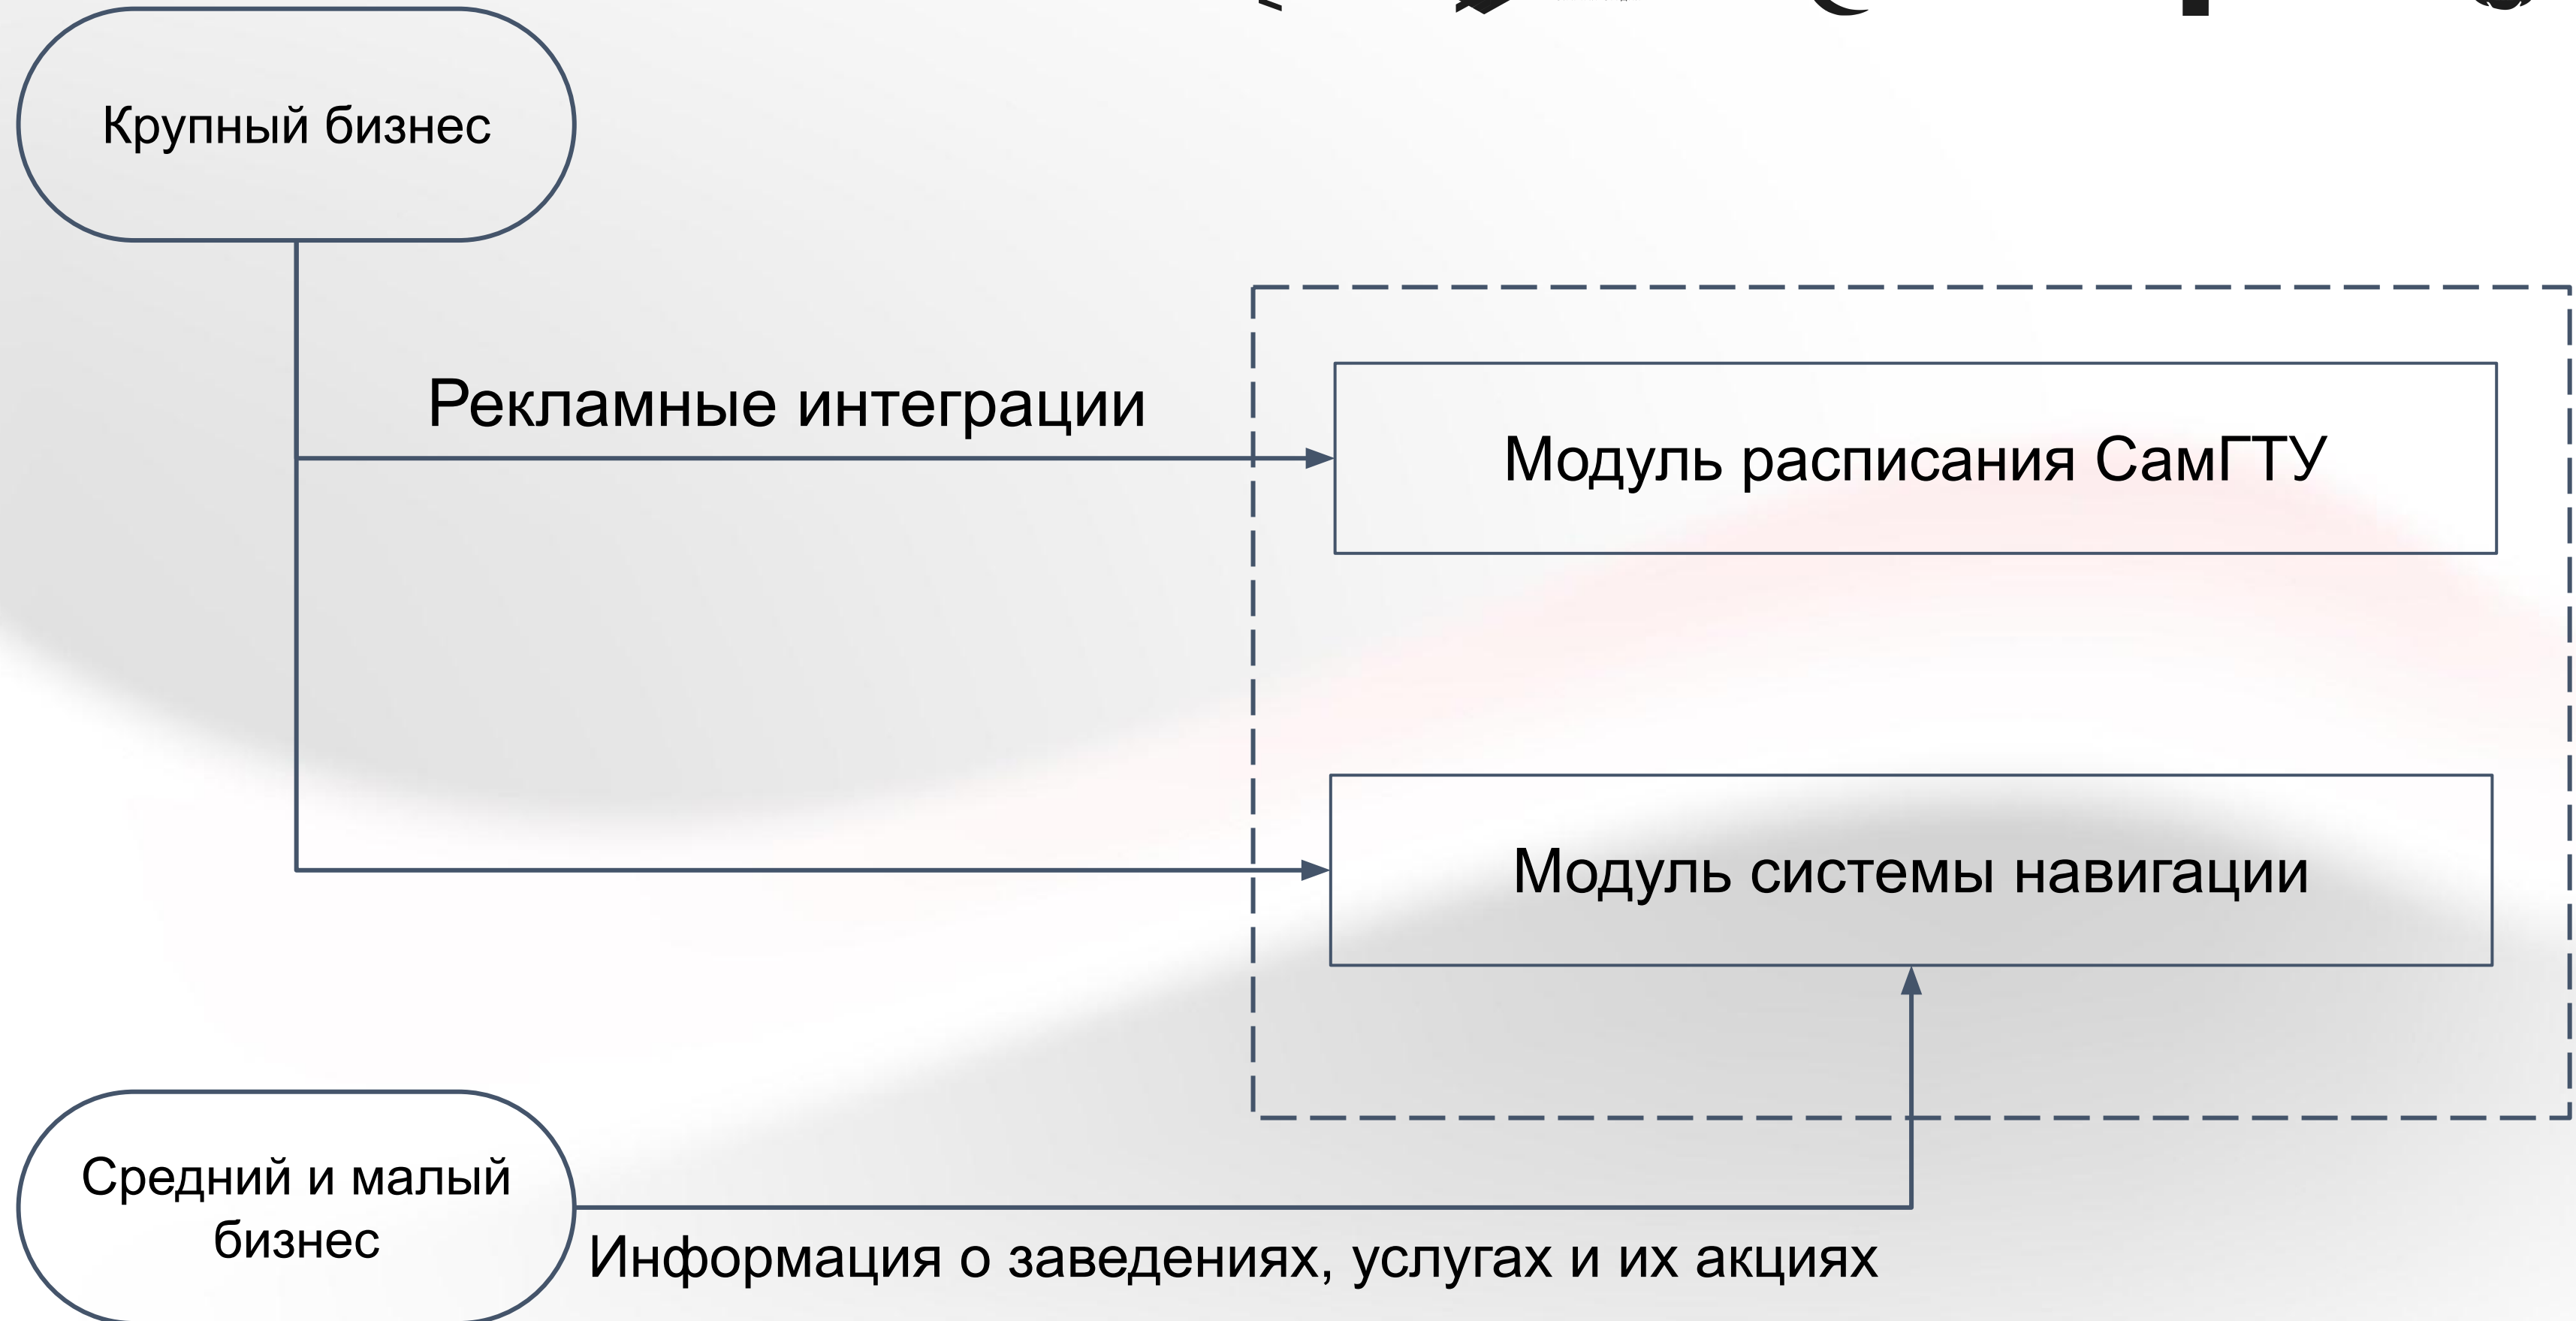 Крупный бизнес
Рекламные интеграции
Модуль расписания СамГТУ
Модуль системы навигации
Средний и малый
бизнес
Информация о заведениях, услугах и их акциях